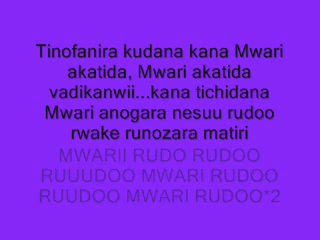 Tinofanira kudana kana Mwari
akatida, Mwari akatida
vadikanwii...kana tichidana
Mwari anogara nesuu rudoo
rwake runozara matiri
MWARII RUDO RUDOO
RUUUDOO MWARI RUDOO
RUUDOO MWARI RUDOO*2